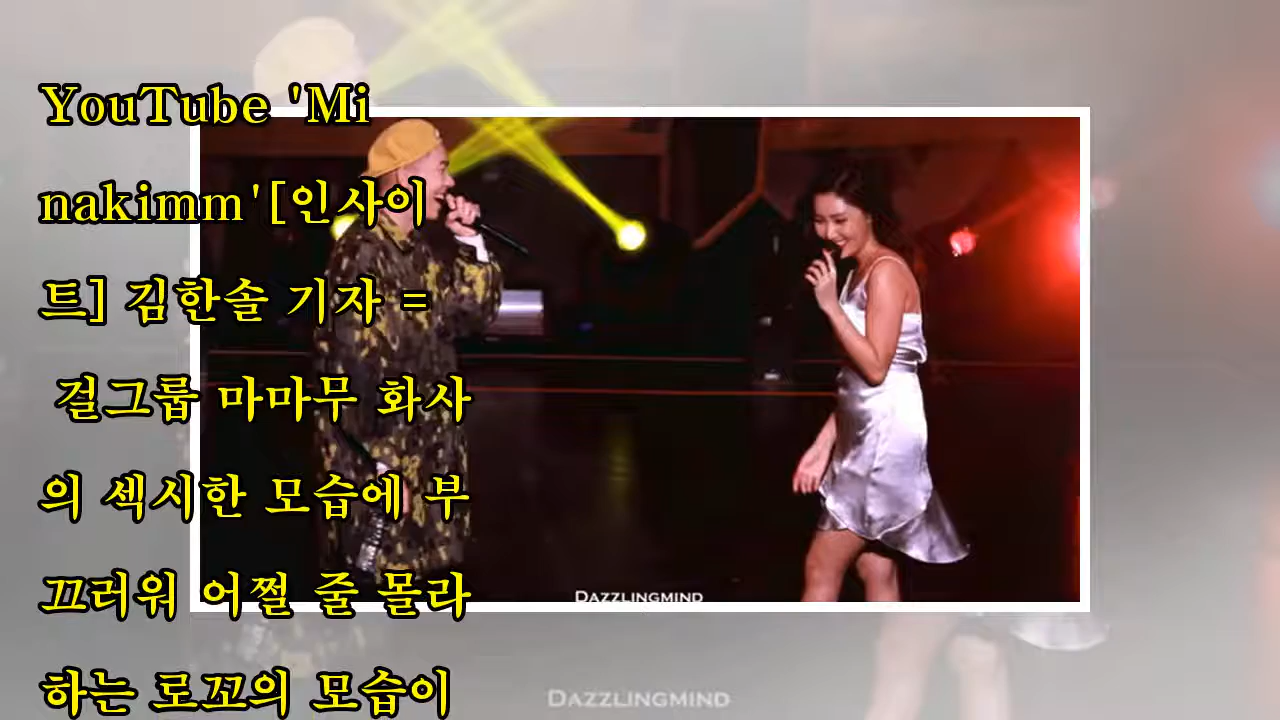 YouTube 'Mi
nakimm'[인사이
트] 김한솔 기자 =
걸그룹 마마무 화사
의 섹시한 모습에 부
끄러워 어쩔 줄 몰라
하는 로꼬의 모습이
DAZZLINGMIND
DAZZLINGMIND